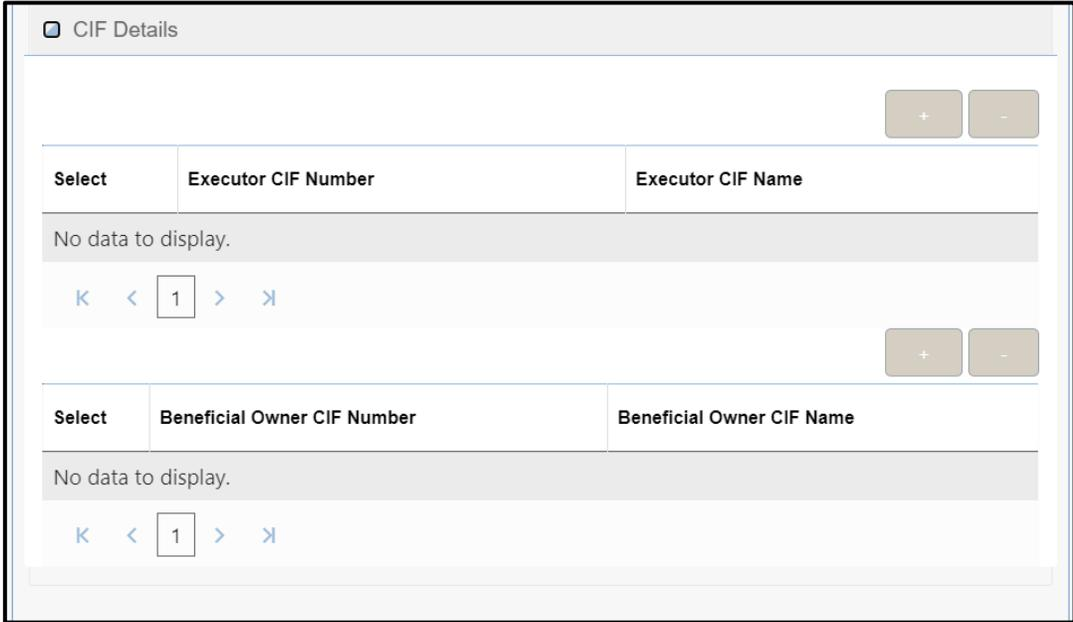 CIF Details
+ -
Select Executor CIF Number Executor CIF Name
No data to display.
K < 1 > >|
+ -
Select Beneficial Owner CIF Number Beneficial Owner CIF Name
No data to display.
K < 1 > >|